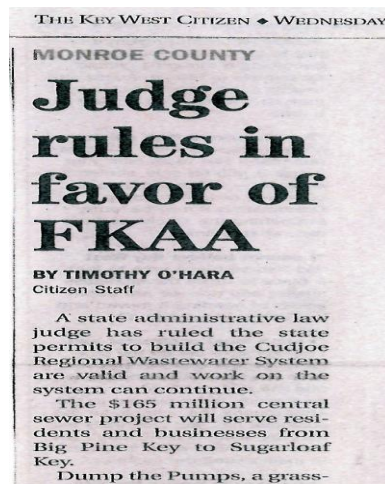 THE KEY WEST CITIZEN ◆ WEDNESDAY
MONROE COUNTY
Judge
rules in
favor of
FKAA
BY TIMOTHY O'HARA
Citizen Staff
A state administrative law
judge has ruled the state
permits to build the Cudjoe
Regional Wastewater System
are valid and work on the
system can continue.
The $165 million central
sewer project will serve resi-
dents and businesses from
Big Pine Key to Sugarloaf
Key.
Dump the Pumps, a grass-